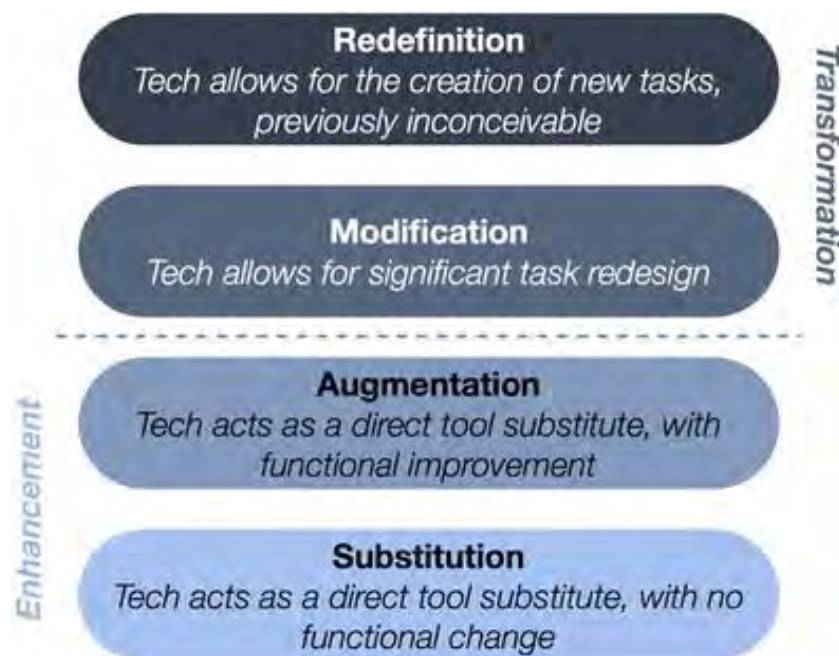 Redefinition
Tech allows for the creation of new tasks,
previously inconceivable
Transformation
Modification
Tech allows for significant task redesign
Augmentation
Tech acts as a direct tool substitute, with
functional improvement
Enhancement
Substitution
Tech acts as a direct tool substitute, with no
functional change